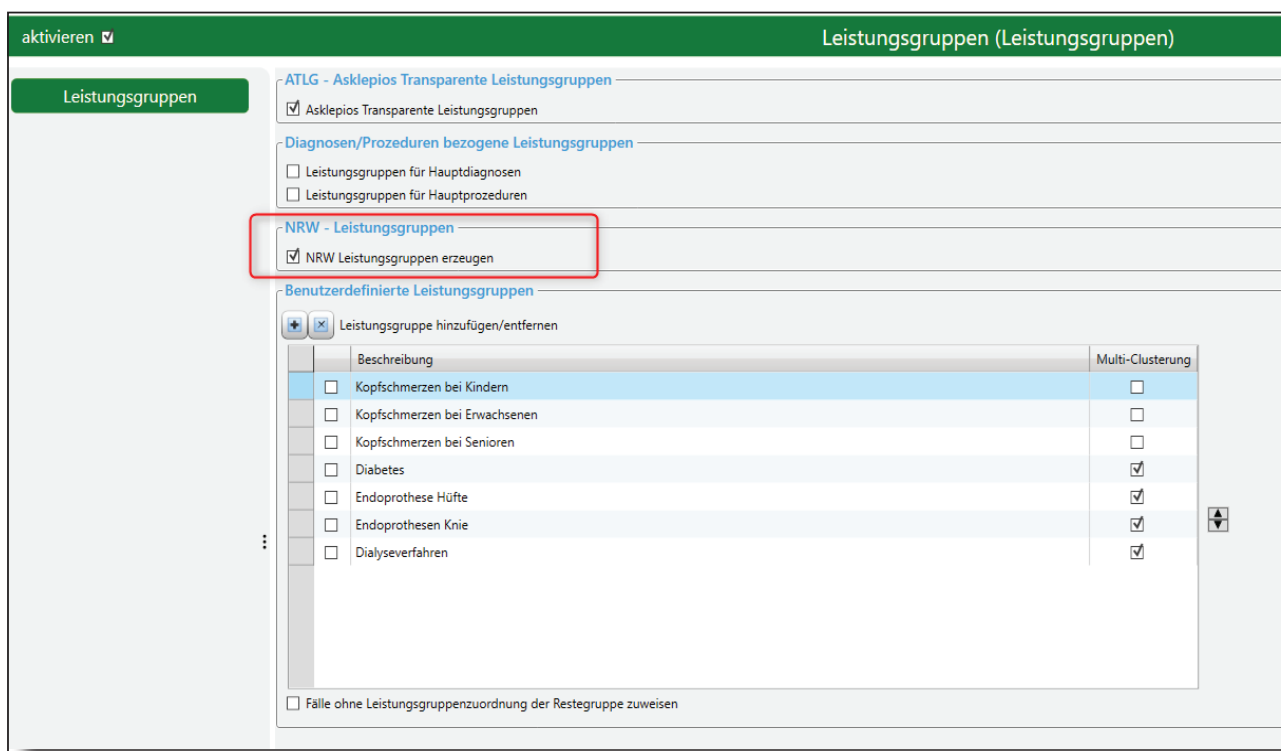 aktivieren
Leistungsgruppen (Leistungsgruppen)
Leistungsgruppen
ATLG - Asklepios Transparente Leistungsgruppen
Asklepios Transparente Leistungsgruppen
Diagnosen/Prozeduren bezogene Leistungsgruppen
Leistungsgruppen für Hauptdiagnosen
Leistungsgruppen für Hauptprozeduren
NRW - Leistungsgruppen
NRW Leistungsgruppen erzeugen
Benutzerdefinierte Leistungsgruppen
Leistungsgruppe hinzufügen/entfernen
Beschreibung Multi-Clusterung
Kopfschmerzen bei Kindern
Kopfschmerzen bei Erwachsenen
Kopfschmerzen bei Senioren
Diabetes
Endoprothese Hüfte
Endoprothesen Knie
Dialyseverfahren
Fälle ohne Leistungsgruppenzuordnung der Restegruppe zuweisen